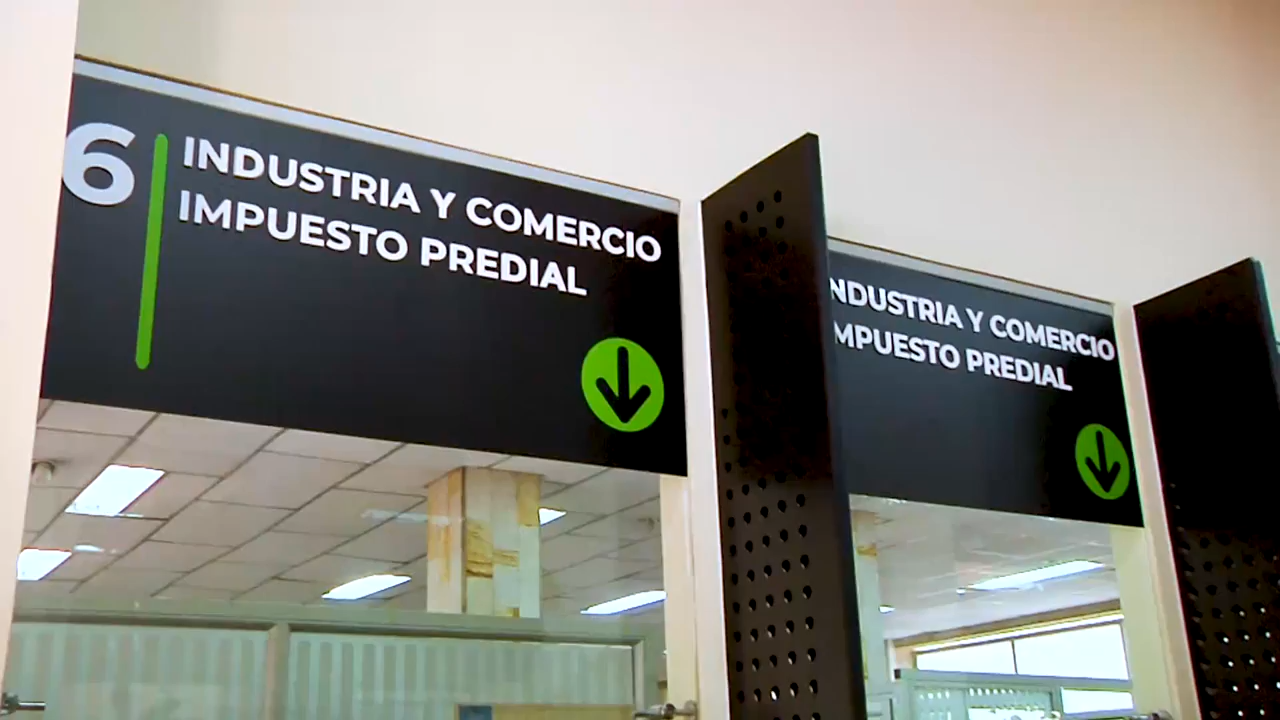 6
INDUSTRIA Y COMERCIO
IMPUESTO PREDIAL
NDUSTRIA Y COMERCIO
MPUESTO PREDIAL